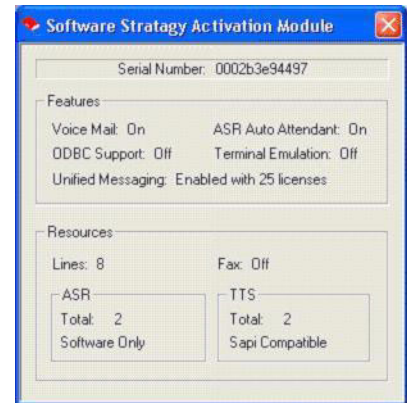 Software Stratagy Activation Module
Serial Number: 0002b3e94497
Features
Voice Mail: On ASR Auto Attendant: On
ODBC Support: Off Terminal Emulation: Off
Unified Messaging: Enabled with 25 licenses
Resources
Lines: 8 Fax: Off
ASR
Total: 2
Software Only
TTS
Total: 2
Sapi Compatible